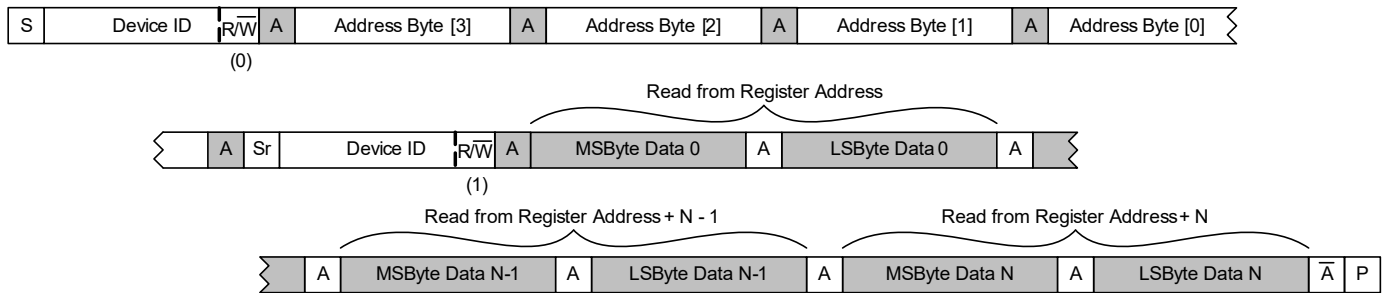 S Device ID R/W̅ A Address Byte [3] A Address Byte [2] A Address Byte [1] A Address Byte [0]
(0)
Read from Register Address
A Sr Device ID R/W̅ A MSByte Data 0 A LSByte Data 0 A
(1)
Read from Register Address + N - 1 Read from Register Address + N
A MSByte Data N-1 A LSByte Data N-1 A MSByte Data N A LSByte Data N A̅ P